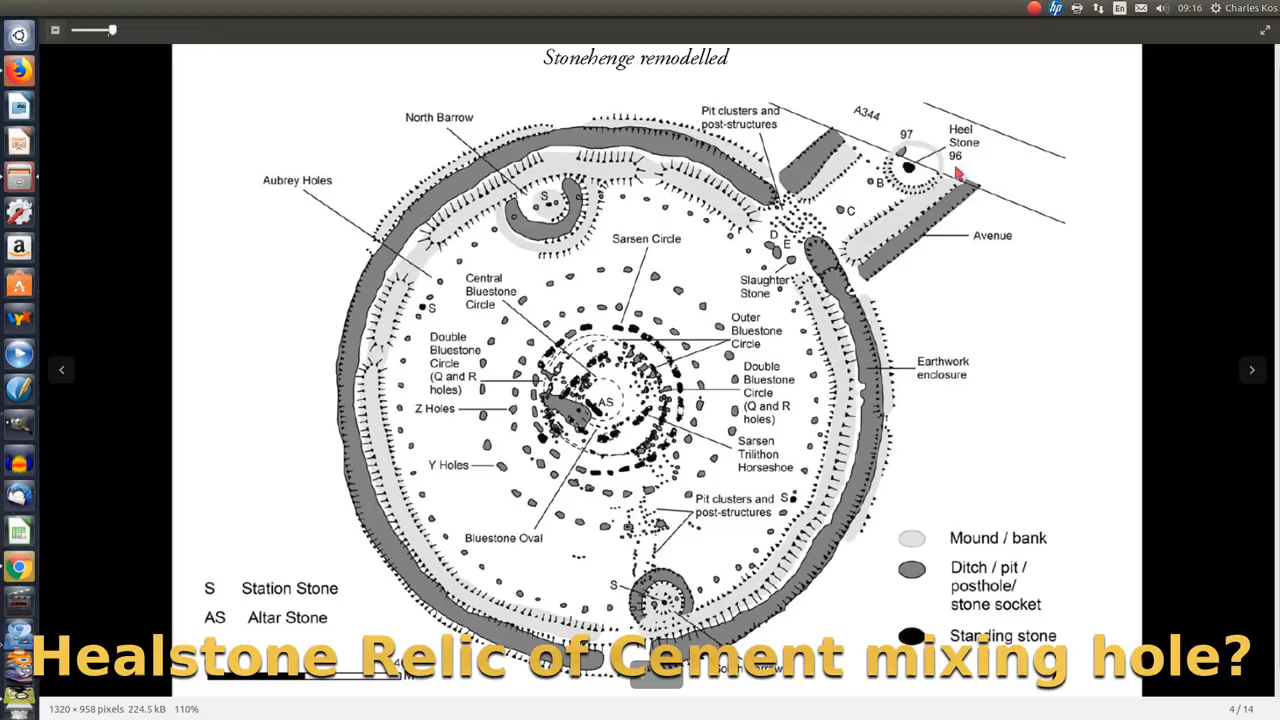 En
09:16
Charles Kos
Stonehenge remodelled
North Barrow
Pit clusters and
post-structures
A344
97
Heel
Stone
96
Aubrey Holes
S
B
C
D
E
Avenue
Sarsen Circle
Slaughter
Stone
Central
Bluestone
Circle
S
Outer
Bluestone
Circle
Double
Bluestone
Circle
(Q and R
holes)
Earthwork
enclosure
Double
Bluestone
Circle
(Q and R
holes)
Z Holes
AS
Sarsen
Trilithon
Horseshoe
Y Holes
Pit clusters and
post-structures
S
Bluestone Oval
S
Mound / bank
Ditch / pit /
posthole/
stone socket
Standing stone
S Station Stone
AS Altar Stone
Healstone Relic of Cement mixing hole?
1320 × 958 pixels 224.5 kB 110%
4 / 14